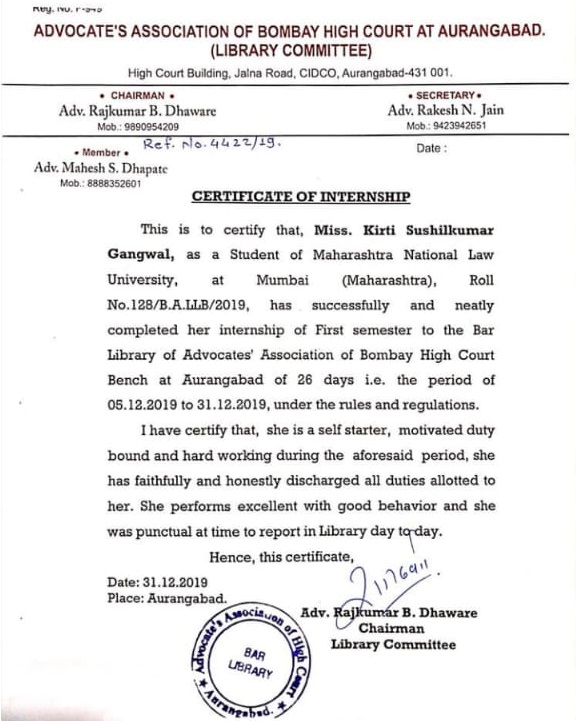 Reg. No. F-545
ADVOCATE'S ASSOCIATION OF BOMBAY HIGH COURT AT AURANGABAD.
(LIBRARY COMMITTEE)
High Court Building, Jalna Road, CIDCO, Aurangabad-431 001.
• CHAIRMAN •
Adv. Rajkumar B. Dhaware
Mob.: 9890954209
• SECRETARY •
Adv. Rakesh N. Jain
Mob.: 9423942651
Ref. No. 4422/19.
Date :
• Member •
Adv. Mahesh S. Dhapate
Mob.: 8888352601
CERTIFICATE OF INTERNSHIP
This is to certify that, Miss. Kirti Sushilkumar
Gangwal, as a Student of Maharashtra National Law
University, at Mumbai (Maharashtra), Roll
No.128/B.A.LLB/2019, has successfully and neatly
completed her internship of First semester to the Bar
Library of Advocates' Association of Bombay High Court
Bench at Aurangabad of 26 days i.e. the period of
05.12.2019 to 31.12.2019, under the rules and regulations.
I have certify that, she is a self starter, motivated duty
bound and hard working during the aforesaid period, she
has faithfully and honestly discharged all duties allotted to
her. She performs excellent with good behavior and she
was punctual at time to report in Library day to day.
Hence, this certificate,
Date: 31.12.2019
Place: Aurangabad.
Adv. Rajkumar B. Dhaware
Chairman
Library Committee
Advocate's Association of High Court
BAR
LIBRARY
Aurangabad.